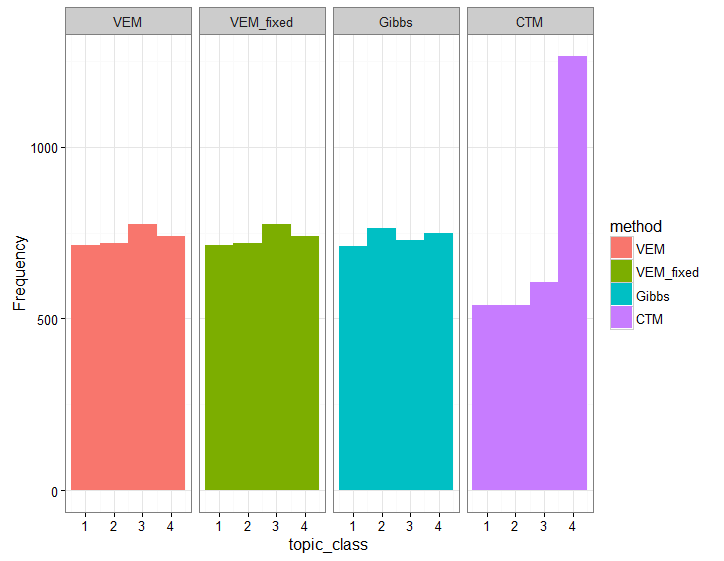 VEM VEM_fixed Gibbs CTM
1000
500
0
Frequency
1 2 3 4 1 2 3 4 1 2 3 4 1 2 3 4
topic_class
method
VEM
VEM_fixed
Gibbs
CTM